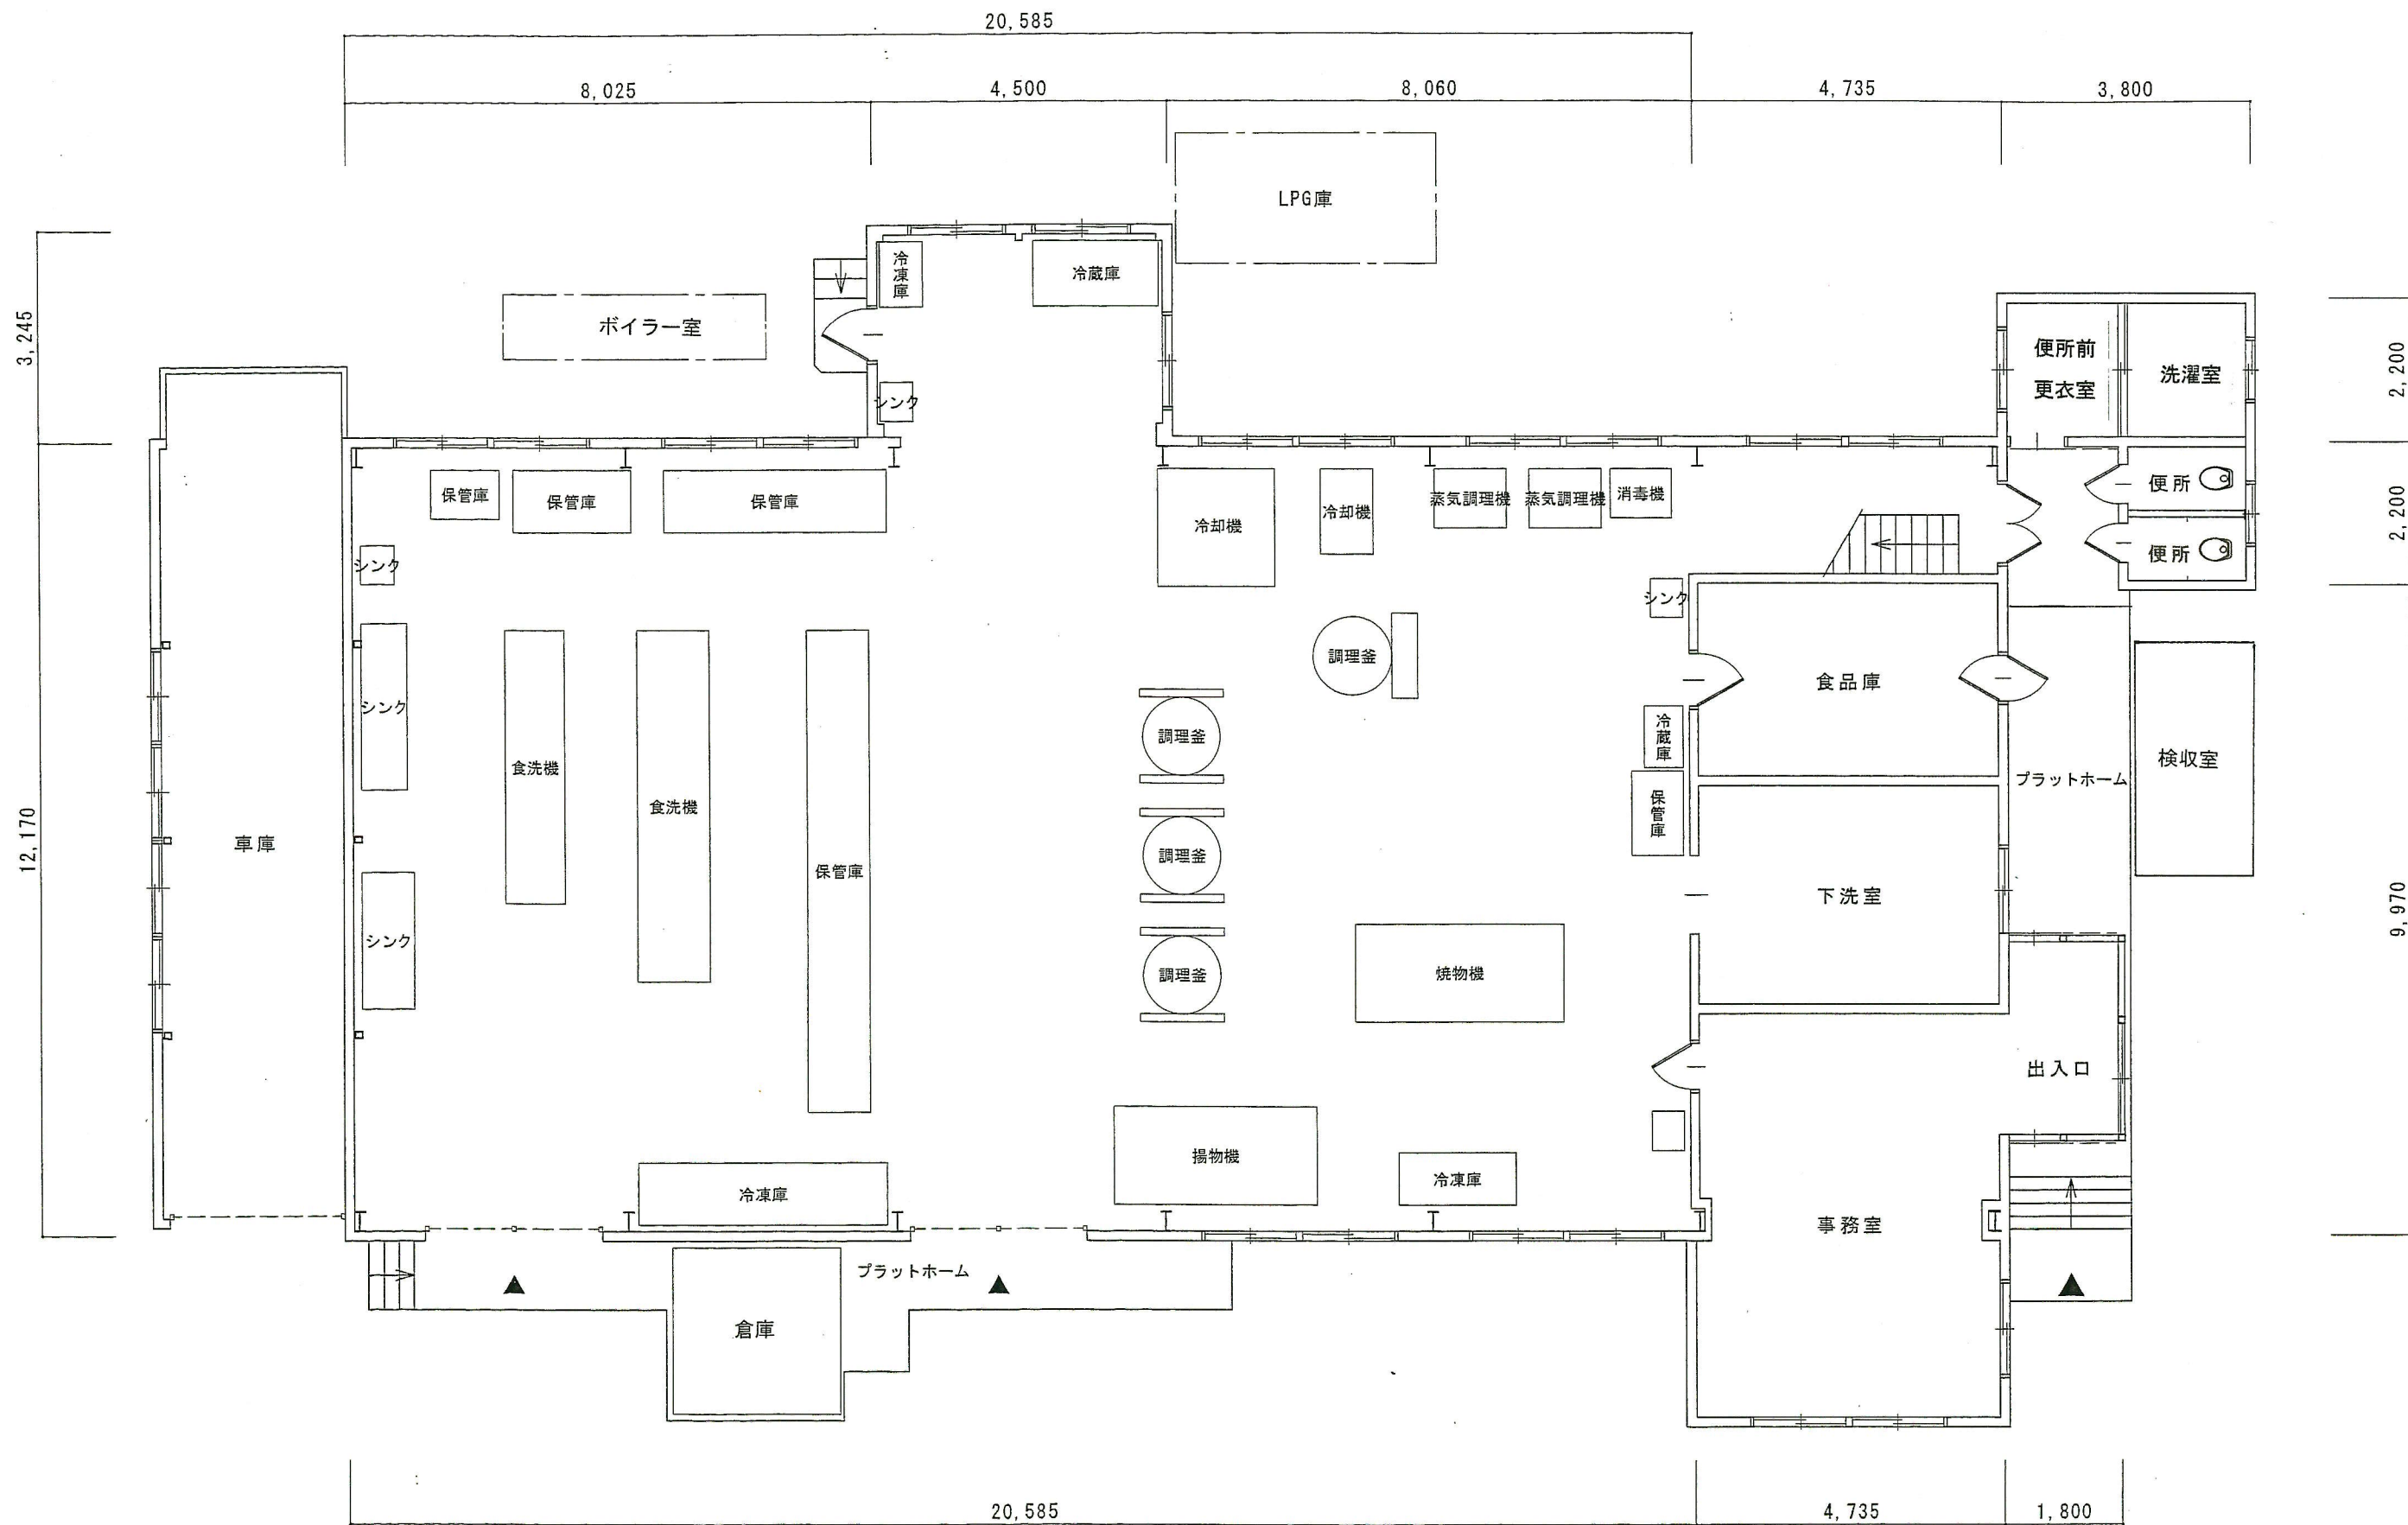 20,585
8,025
4,500
8,060
4,735
3,800
LPG庫
冷凍庫
冷蔵庫
ボイラー室
3,245
シンク
便所前
更衣室
洗濯室
2,200
保管庫
保管庫
保管庫
冷却機
冷却機
蒸気調理機
蒸気調理機
消毒機
便所
便所
2,200
シンク
シンク
調理釜
食品庫
シンク
調理釜
冷蔵庫
プラットホーム
検収室
食洗機
食洗機
保管庫
車庫
12,170
保管庫
調理釜
下洗室
9,970
シンク
調理釜
焼物機
出入口
揚物機
冷凍庫
冷凍庫
事務室
プラットホーム
倉庫
20,585
4,735
1,800